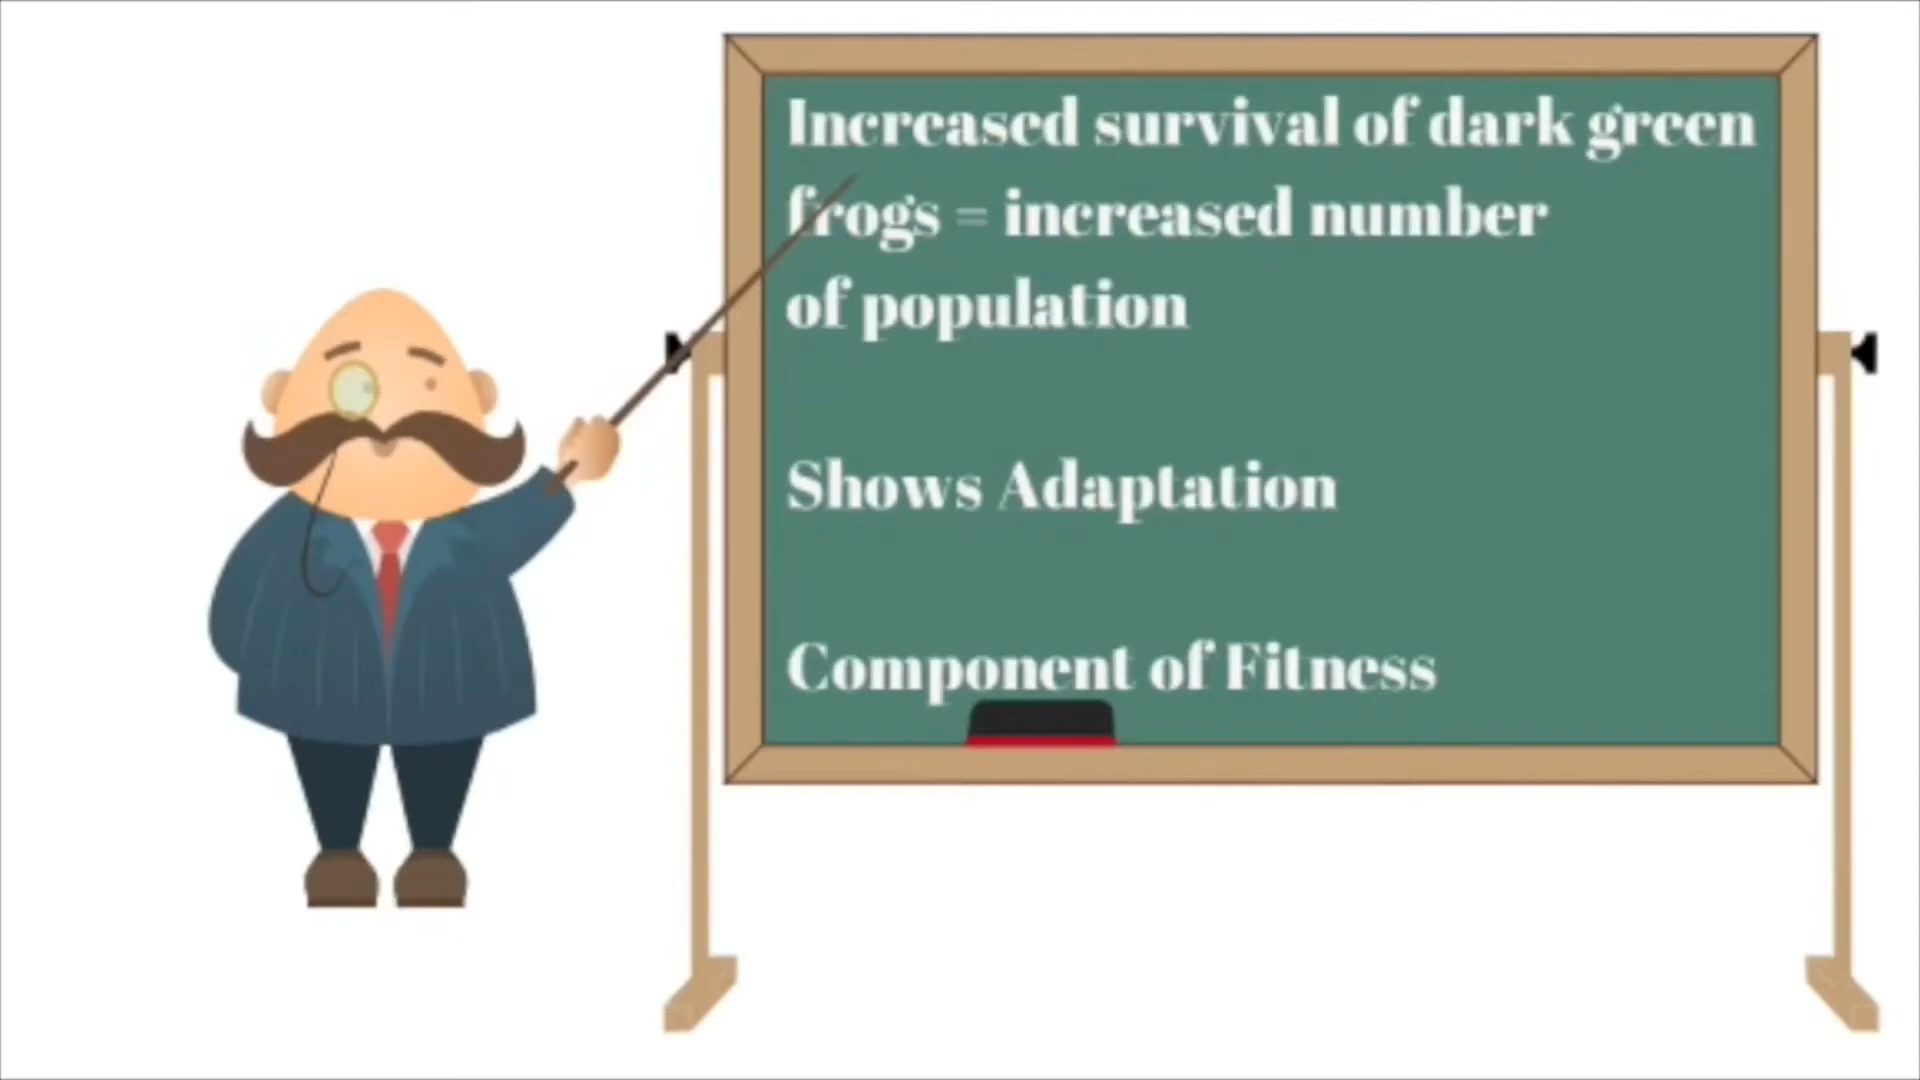 Increased survival of dark green
frogs = increased number
of population
Shows Adaptation
Component of Fitness